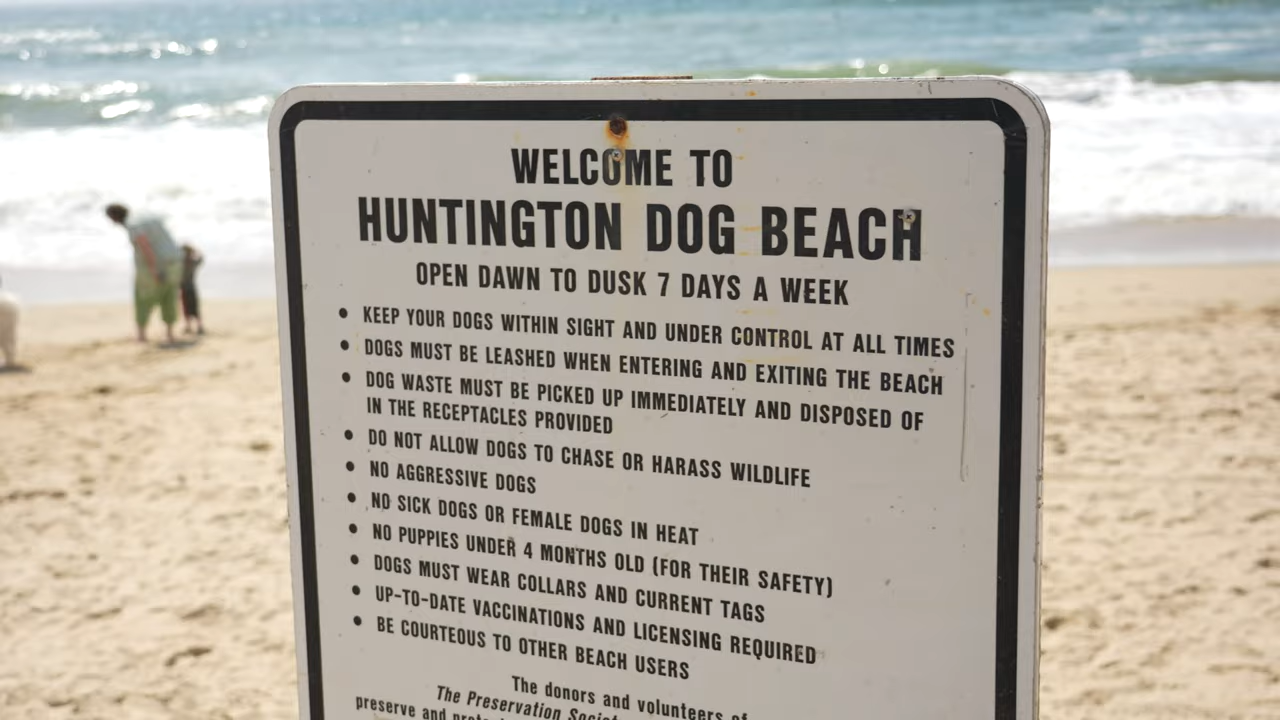 WELCOME TO
HUNTINGTON DOG BEACH
OPEN DAWN TO DUSK 7 DAYS A WEEK
• KEEP YOUR DOGS WITHIN SIGHT AND UNDER CONTROL AT ALL TIMES
• DOGS MUST BE LEASHED WHEN ENTERING AND EXITING THE BEACH
• DOG WASTE MUST BE PICKED UP IMMEDIATELY AND DISPOSED OF
IN THE RECEPTACLES PROVIDED
• DO NOT ALLOW DOGS TO CHASE OR HARASS WILDLIFE
• NO AGGRESSIVE DOGS
• NO SICK DOGS OR FEMALE DOGS IN HEAT
• NO PUPPIES UNDER 4 MONTHS OLD (FOR THEIR SAFETY)
• DOGS MUST WEAR COLLARS AND CURRENT TAGS
• UP-TO-DATE VACCINATIONS AND LICENSING REQUIRED
• BE COURTEOUS TO OTHER BEACH USERS
The donors and volunteers of
The Preservation
preserve and